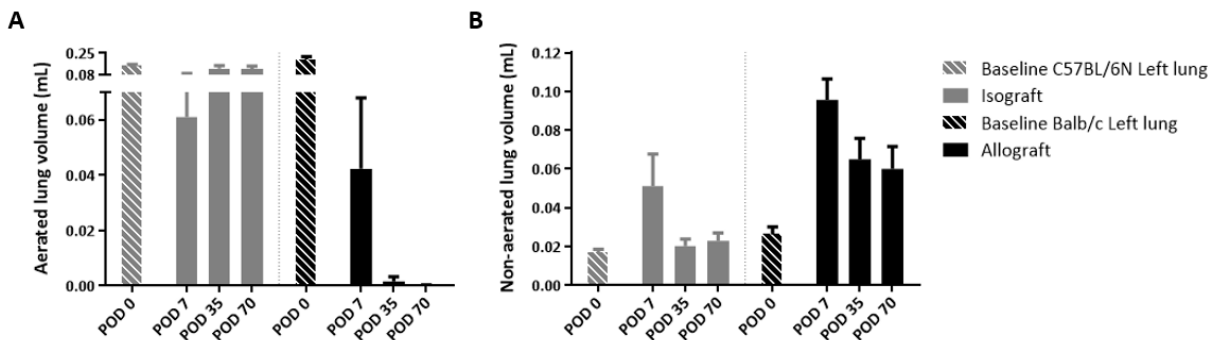 A
Aerated lung volume (mL)
0.25
0.08
0.06
0.04
0.02
0.00
POD 0
POD 7
POD 35
POD 70
POD 0
POD 7
POD 35
POD 70
B
Non-aerated lung volume (mL)
0.12
0.10
0.08
0.06
0.04
0.02
0.00
POD 0
POD 7
POD 35
POD 70
POD 0
POD 7
POD 35
POD 70
Baseline C57BL/6N Left lung
Isograft
Baseline Balb/c Left lung
Allograft